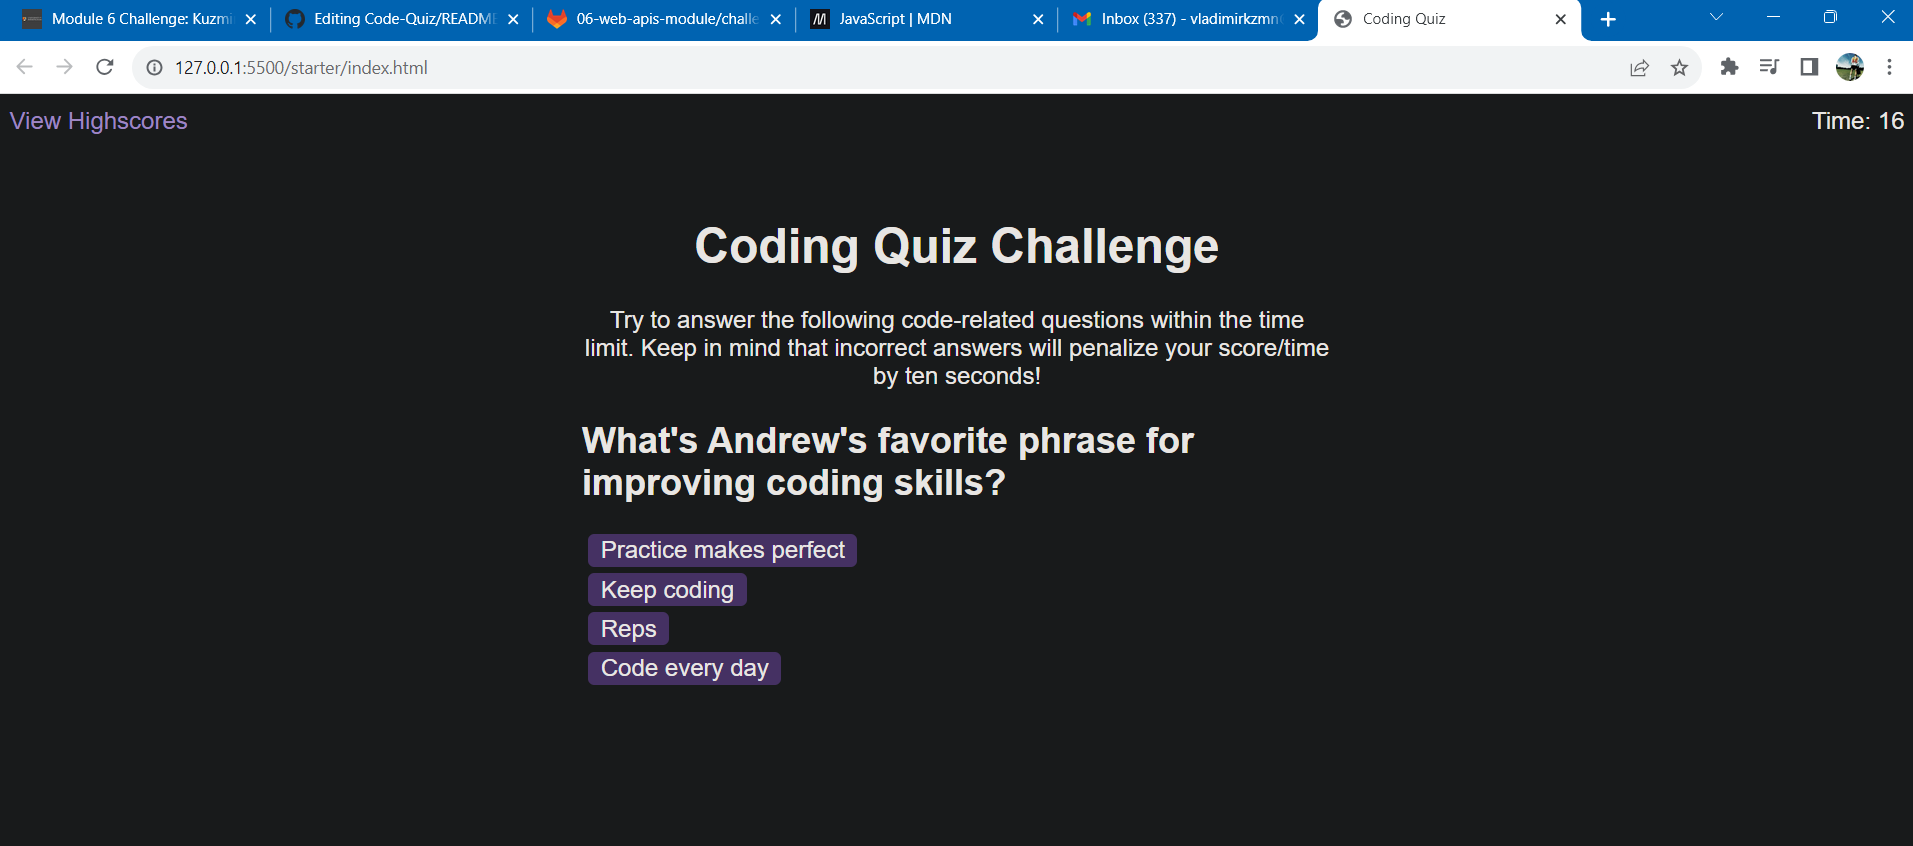 Module 6 Challenge: Kuzmi
Editing Code-Quiz/README
06-web-apis-module/challe
JavaScript | MDN
Inbox (337) - vladimirkzmn
Coding Quiz
127.0.0.1:5500/starter/index.html
View Highscores
Time: 16
Coding Quiz Challenge
Try to answer the following code-related questions within the time
limit. Keep in mind that incorrect answers will penalize your score/time
by ten seconds!
What's Andrew's favorite phrase for
improving coding skills?
Practice makes perfect
Keep coding
Reps
Code every day